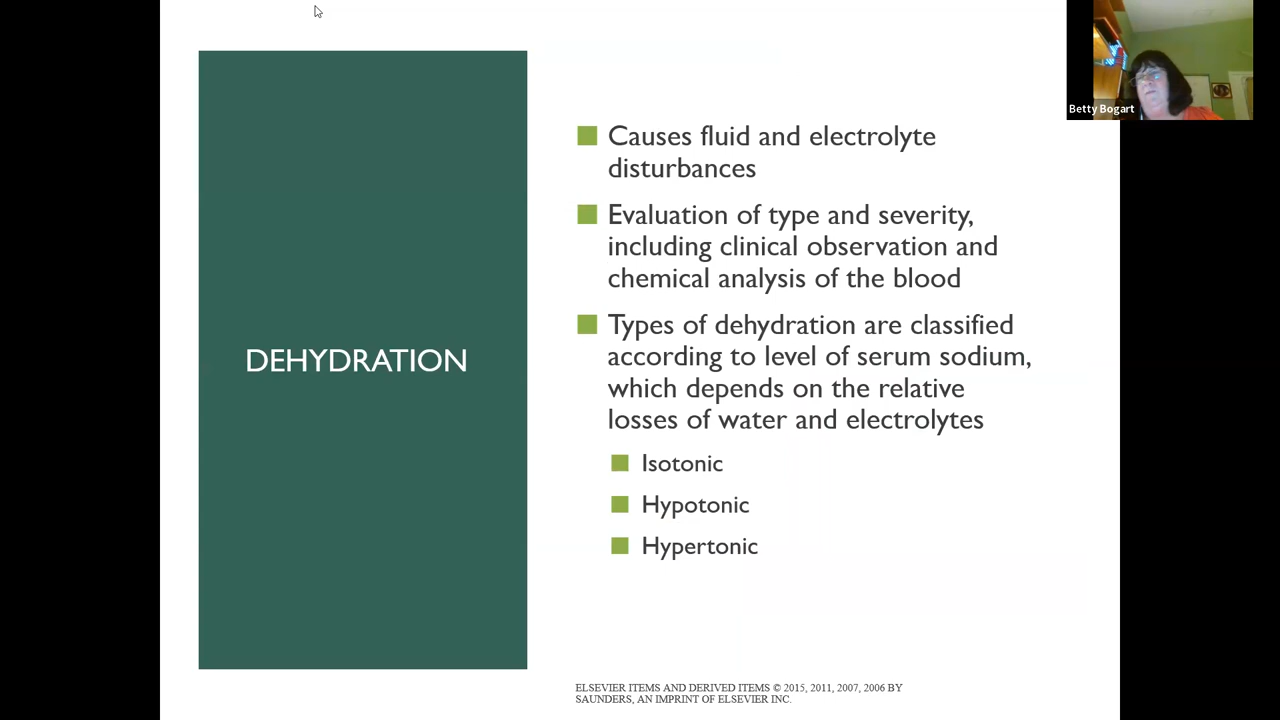 Betty Bogart
DEHYDRATION
Causes fluid and electrolyte
disturbances
Evaluation of type and severity,
including clinical observation and
chemical analysis of the blood
Types of dehydration are classified
according to level of serum sodium,
which depends on the relative
losses of water and electrolytes
Isotonic
Hypotonic
Hypertonic
ELSEVIER ITEMS AND DERIVED ITEMS © 2015, 2011, 2007, 2006 BY
SAUNDERS, AN IMPRINT OF ELSEVIER INC.